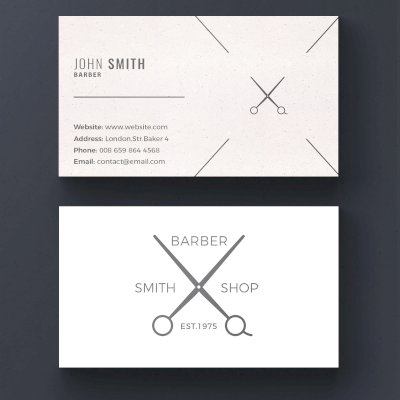 JOHN SMITH
BARBER
Website: www.website.com
Address: London.Str.Baker 4
Phone: 008 659 864 4568
Email: contact@email.com
BARBER
SMITH SHOP
EST.1975